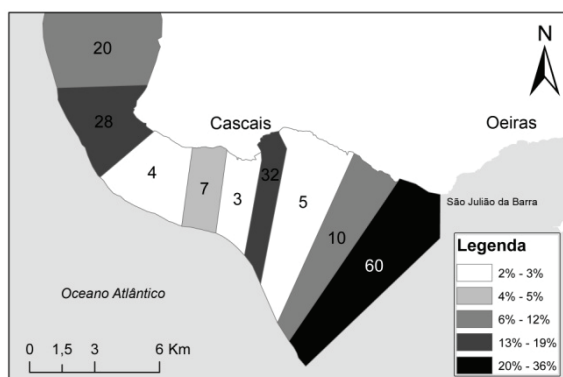 20
N
28
Cascais
Oeiras
4
7
3
32
5
10
60
São Julião da Barra
Oceano Atlântico
0 1,5 3 6 Km
Legenda
2% - 3%
4% - 5%
6% - 12%
13% - 19%
20% - 36%